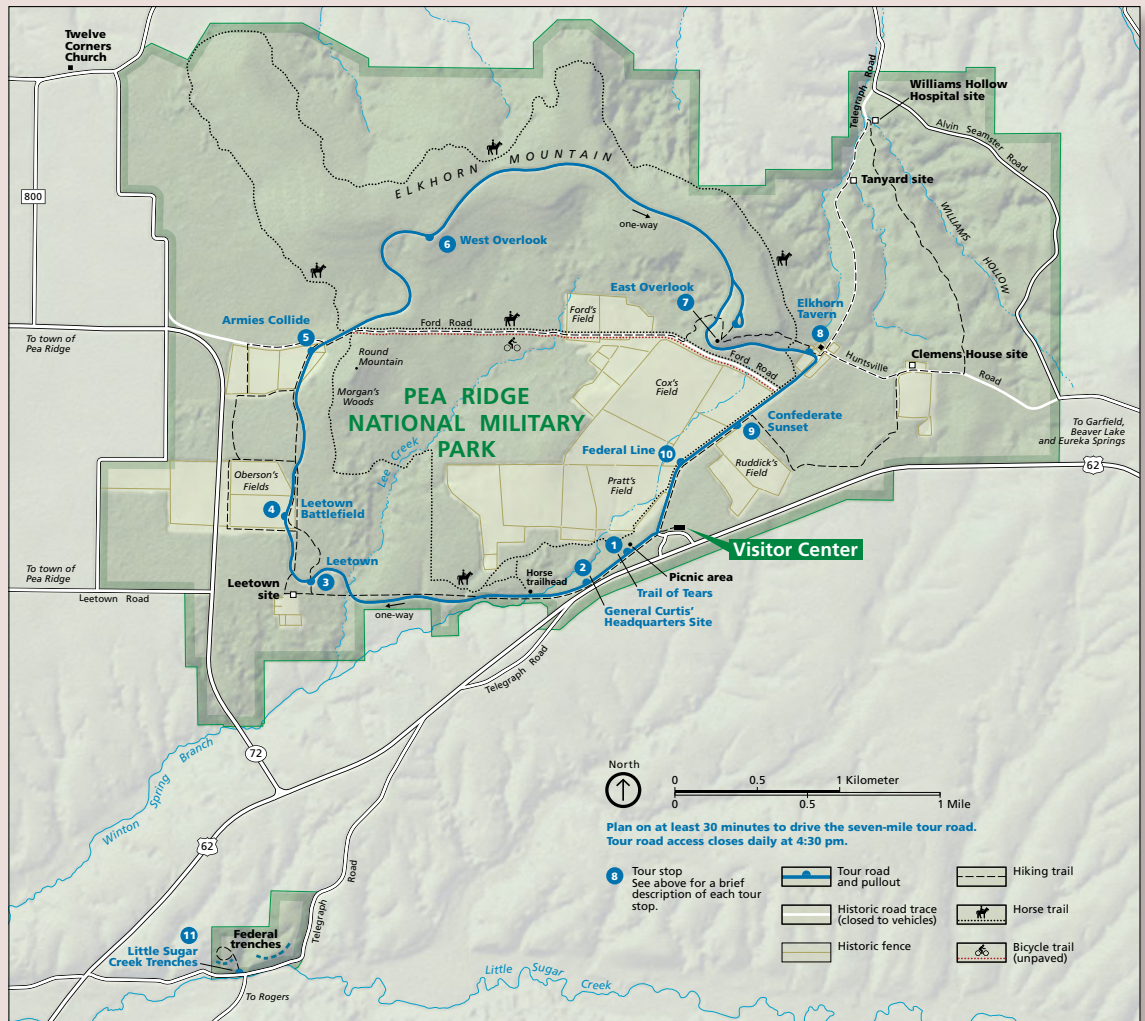 Twelve
Corners
Church
Telegraph Road
Williams Hollow
Hospital site
Alvin Seamster Road
Tanyard site
WILLIAMS HOLLOW
ELKHORN MOUNTAIN
800
one-way
6 West Overlook
East Overlook
7
Elkhorn
Tavern
8
Ford's
Field
Armies Collide
5
Ford Road
To town of
Pea Ridge
Round
Mountain
Ford Road
Huntsville Road
Clemens House site
Morgan's
Woods
PEA RIDGE
NATIONAL MILITARY
PARK
Cox's
Field
Confederate
Sunset
9
To Garfield,
Beaver Lake
and Eureka Springs
62
Lee Creek
Federal Line 10
Ruddick's
Field
Oberson's
Fields
Pratt's
Field
4 Leetown
Battlefield
Visitor Center
1
To town of
Pea Ridge
Leetown
3
Leetown
site
Horse
trailhead
2
Picnic area
Trail of Tears
Leetown Road
one-way
General Curtis'
Headquarters Site
Telegraph Road
72
Winton Spring Branch
62
North
0 0.5 1 Kilometer
0 0.5 1 Mile
Plan on at least 30 minutes to drive the seven-mile tour road.
Tour road access closes daily at 4:30 pm.
8 Tour stop
See above for a brief
description of each tour
stop.
Tour road
and pullout
Historic road trace
(closed to vehicles)
Historic fence
Hiking trail
Horse trail
Bicycle trail
(unpaved)
Telegraph Road
11
Little Sugar
Creek Trenches
Federal
trenches
To Rogers
Little Sugar Creek